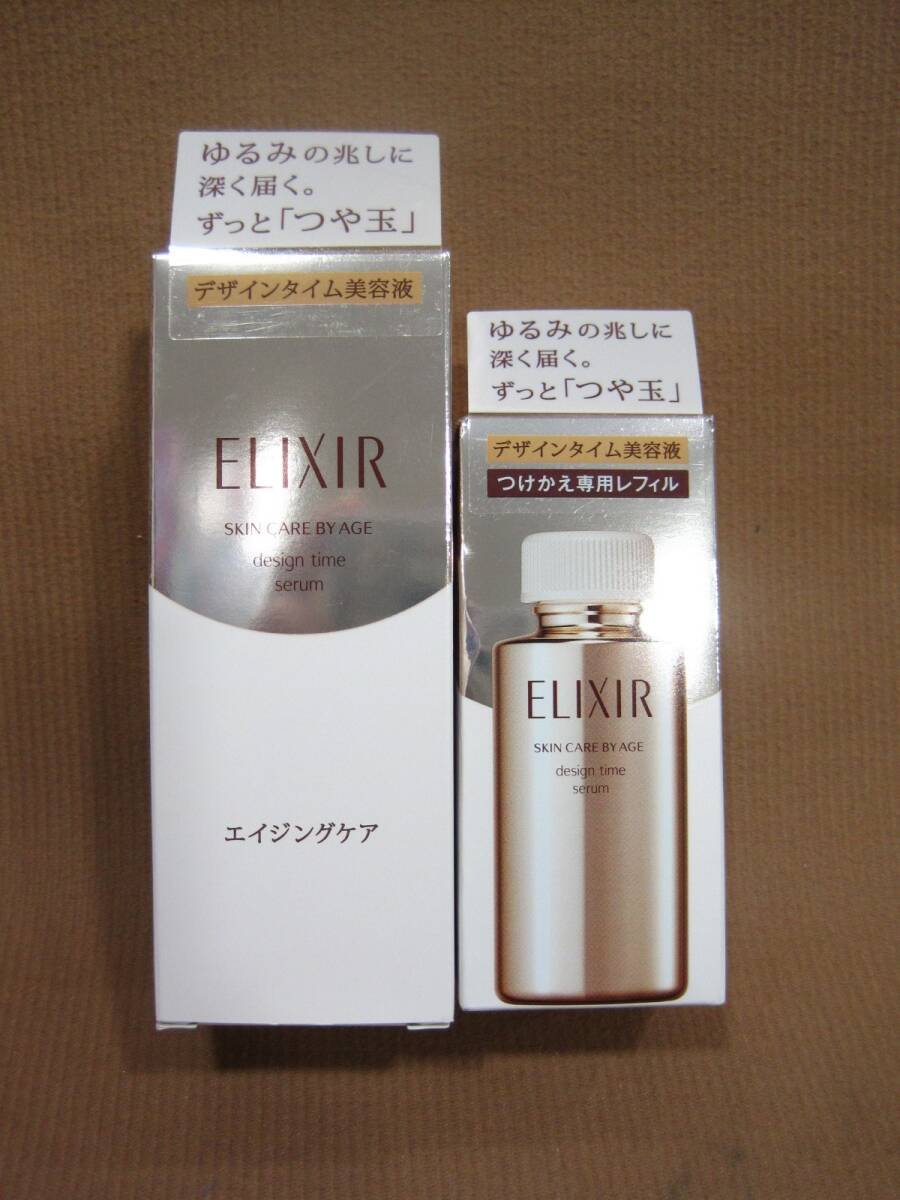 ゆるみの兆しに
深く届く。
ずっと「つや玉」
デザインタイム美容液
ELIXIR
SKIN CARE BY AGE
design time
serum
エイジングケア
ゆるみの兆しに
深く届く。
ずっと「つや玉」
デザインタイム美容液
つけかえ専用レフィル
ELIXIR
SKIN CARE BY AGE
design time
serum